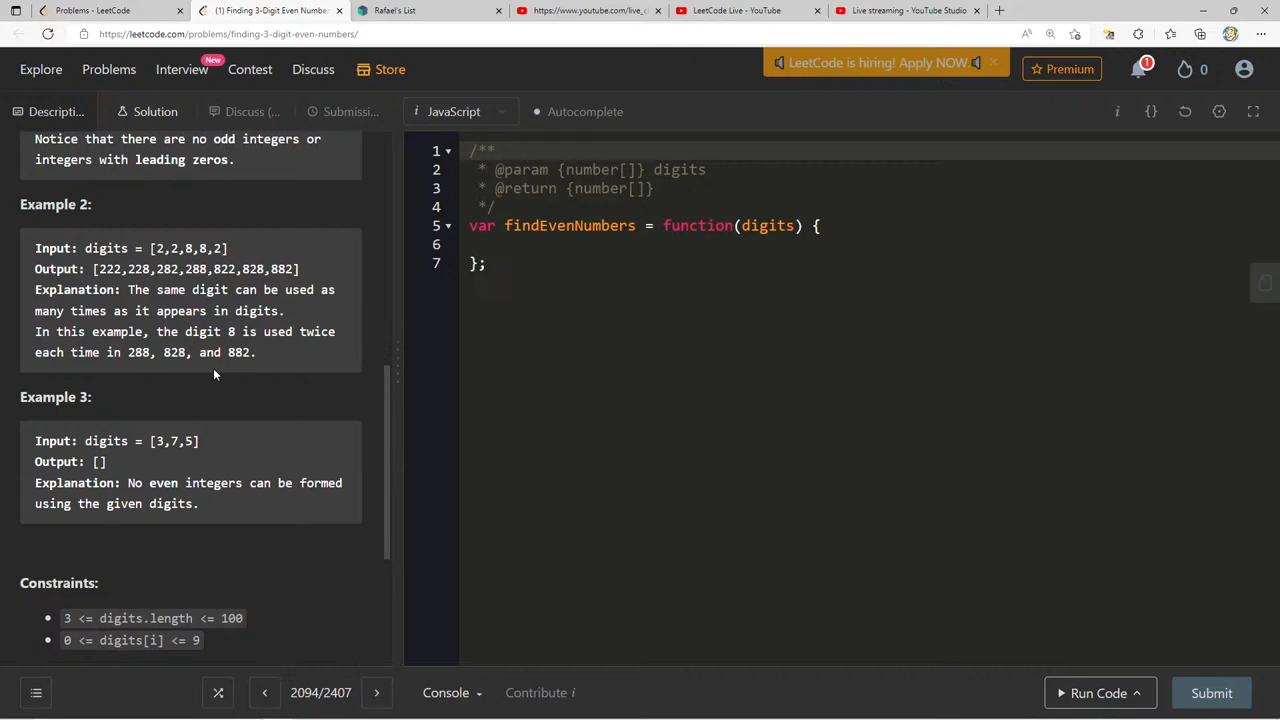 Problems - LeetCode
(1) Finding 3-Digit Even Number
Rafael's List
https://www.youtube.com/live_c
LeetCode Live - YouTube
Live streaming - YouTube Studio
https://leetcode.com/problems/finding-3-digit-even-numbers/
Explore
Problems
Interview
New
Contest
Discuss
Store
LeetCode is hiring! Apply NOW.
Premium
1
0
Descripti...
Solution
Discuss (...
Submissi...
i JavaScript
Autocomplete
Notice that there are no odd integers or
integers with leading zeros.
Example 2:
Input: digits = [2,2,8,8,2]
Output: [222,228,282,288,822,828,882]
Explanation: The same digit can be used as
many times as it appears in digits.
In this example, the digit 8 is used twice
each time in 288, 828, and 882.
Example 3:
Input: digits = [3,7,5]
Output: []
Explanation: No even integers can be formed
using the given digits.
Constraints:
3 <= digits.length <= 100
0 <= digits[i] <= 9
1 /**
2 * @param {number[]} digits
3 * @return {number[]}
4 */
5 var findEvenNumbers = function(digits) {
6
7 };
2094/2407
Console
Contribute i
Run Code
Submit